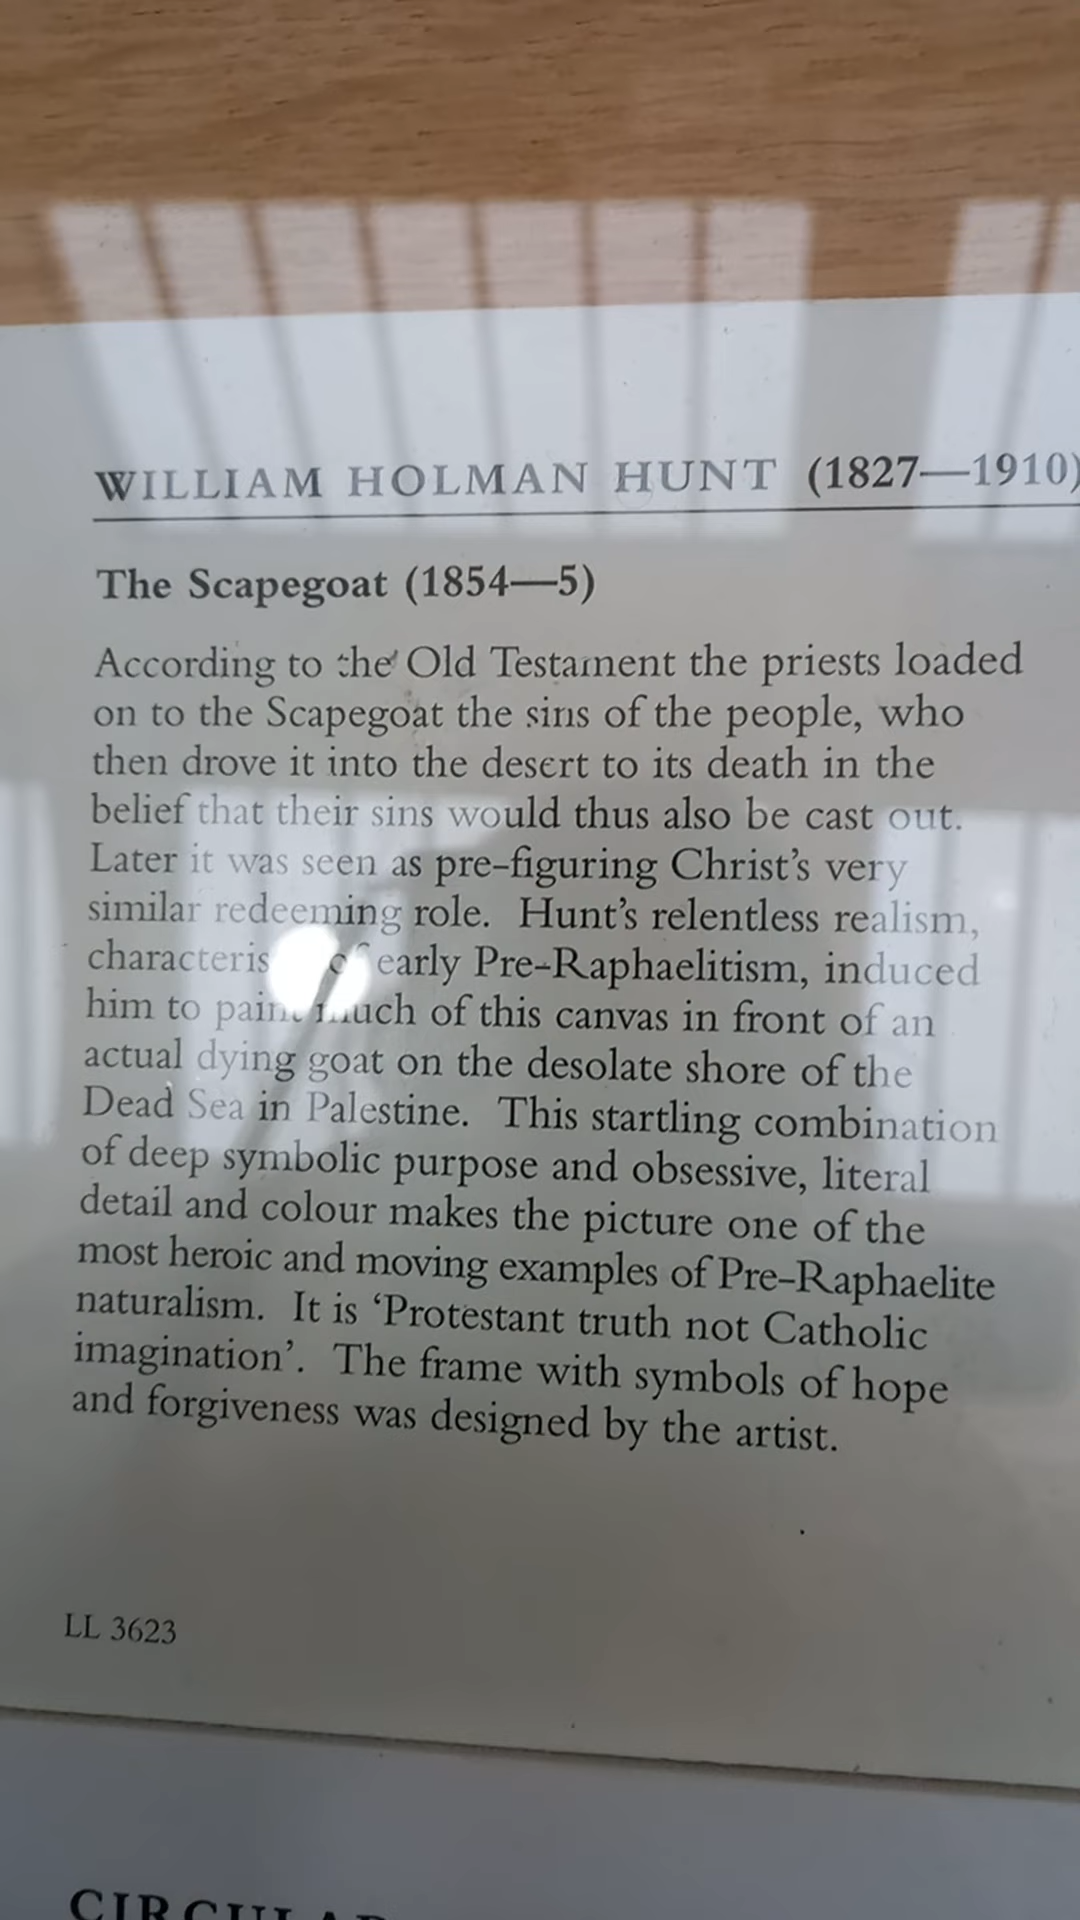 WILLIAM HOLMAN HUNT (1827—1910)
The Scapegoat (1854—5)
According to the Old Testament the priests loaded
on to the Scapegoat the sins of the people, who
then drove it into the desert to its death in the
belief that their sins would thus also be cast out.
Later it was seen as pre-figuring Christ's very
similar redeeming role. Hunt's relentless realism,
characteris of early Pre-Raphaelitism, induced
him to paint much of this canvas in front of an
actual dying goat on the desolate shore of the
Dead Sea in Palestine. This startling combination
of deep symbolic purpose and obsessive, literal
detail and colour makes the picture one of the
most heroic and moving examples of Pre-Raphaelite
naturalism. It is 'Protestant truth not Catholic
imagination'. The frame with symbols of hope
and forgiveness was designed by the artist.
LL 3623